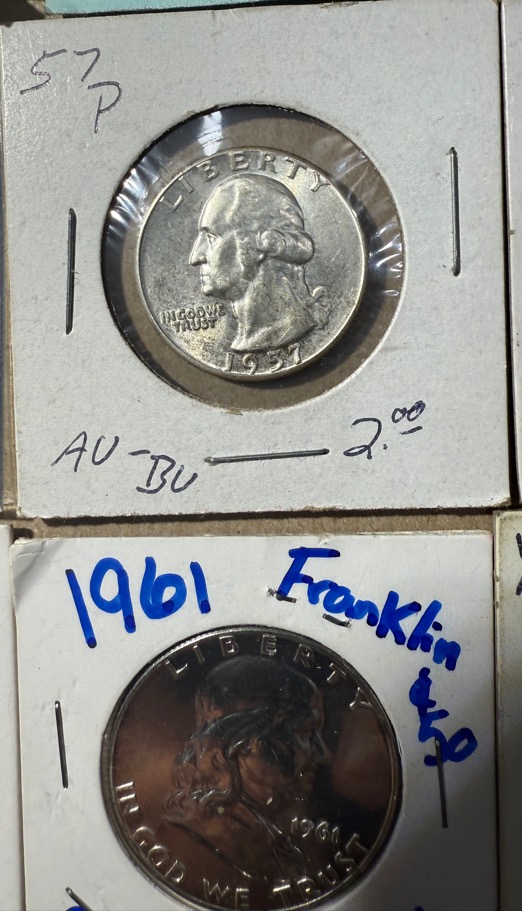 57
P
LIBERTY
IN GOD WE
TRUST
1957
AU-BU
2.00
1961 Franklin
¢50
LIBERTY
1961
IN GOD WE TRUST